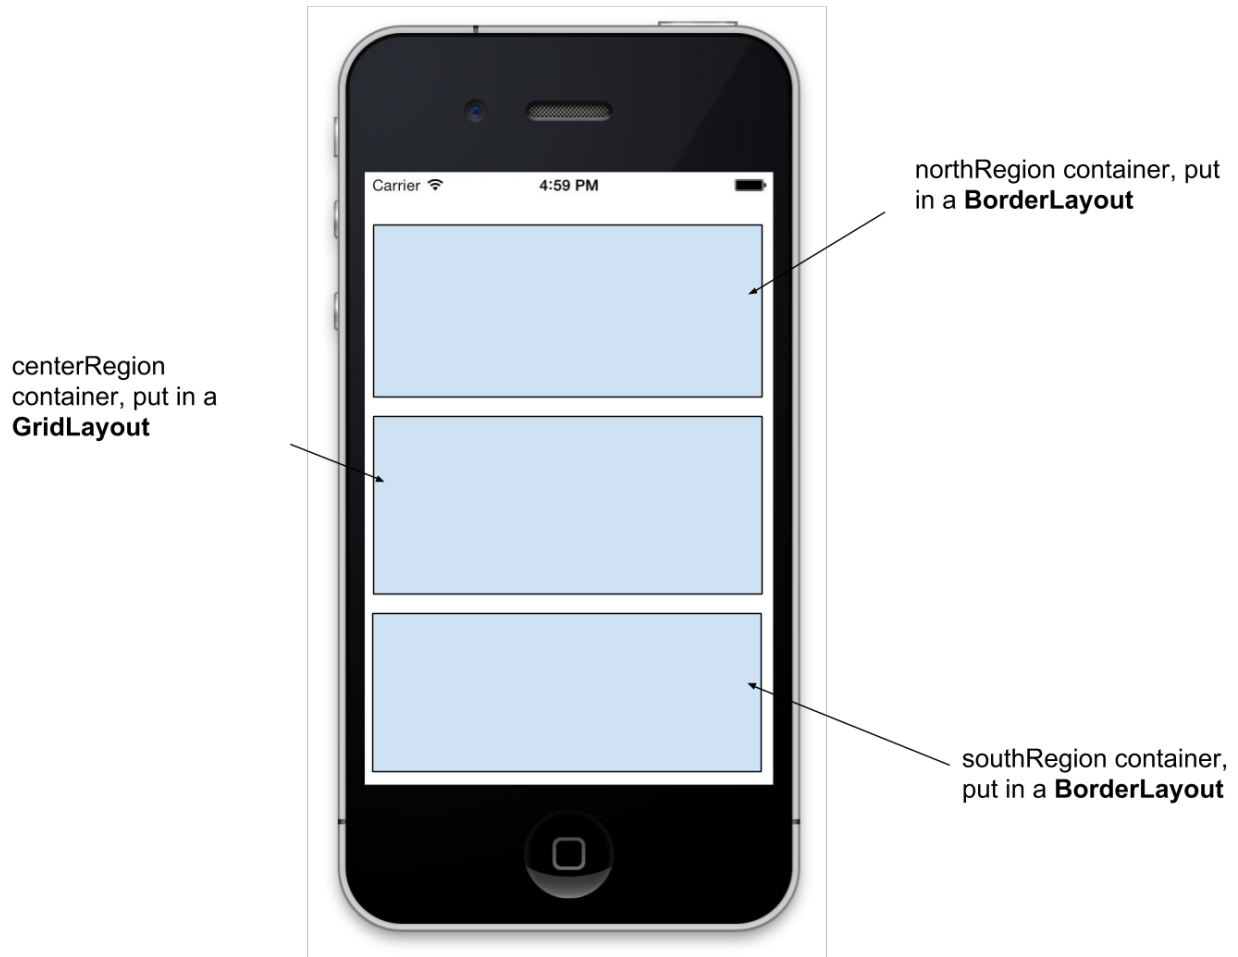 Carrier
4:59 PM
northRegion container, put
in a BorderLayout
centerRegion
container, put in a
GridLayout
southRegion container,
put in a BorderLayout